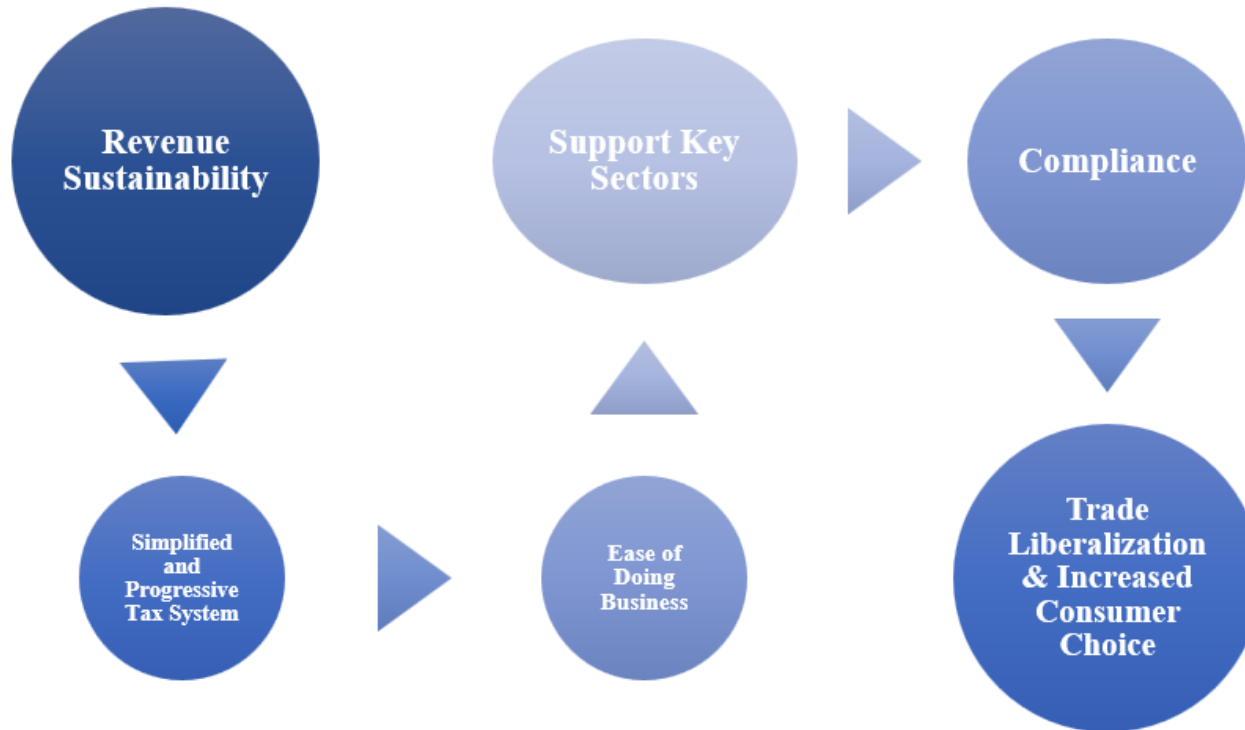 Revenue
Sustainability
Simplified
and
Progressive
Tax System
Ease of
Doing
Business
Support Key
Sectors
Compliance
Trade
Liberalization
& Increased
Consumer
Choice